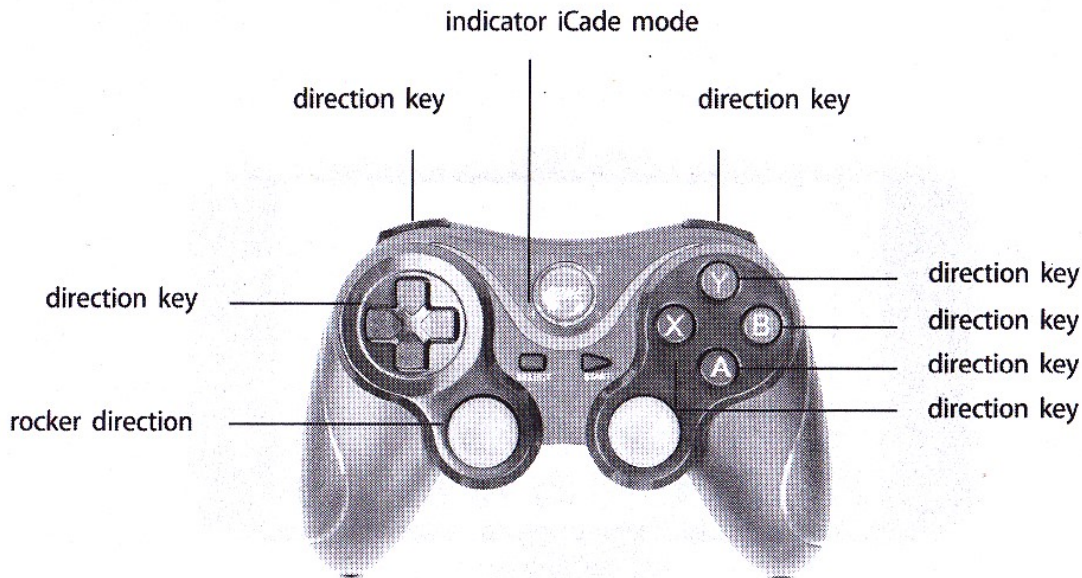 indicator iCade mode
direction key
direction key
direction key
Y
direction key
X
B
direction key
A
direction key
direction key
rocker direction